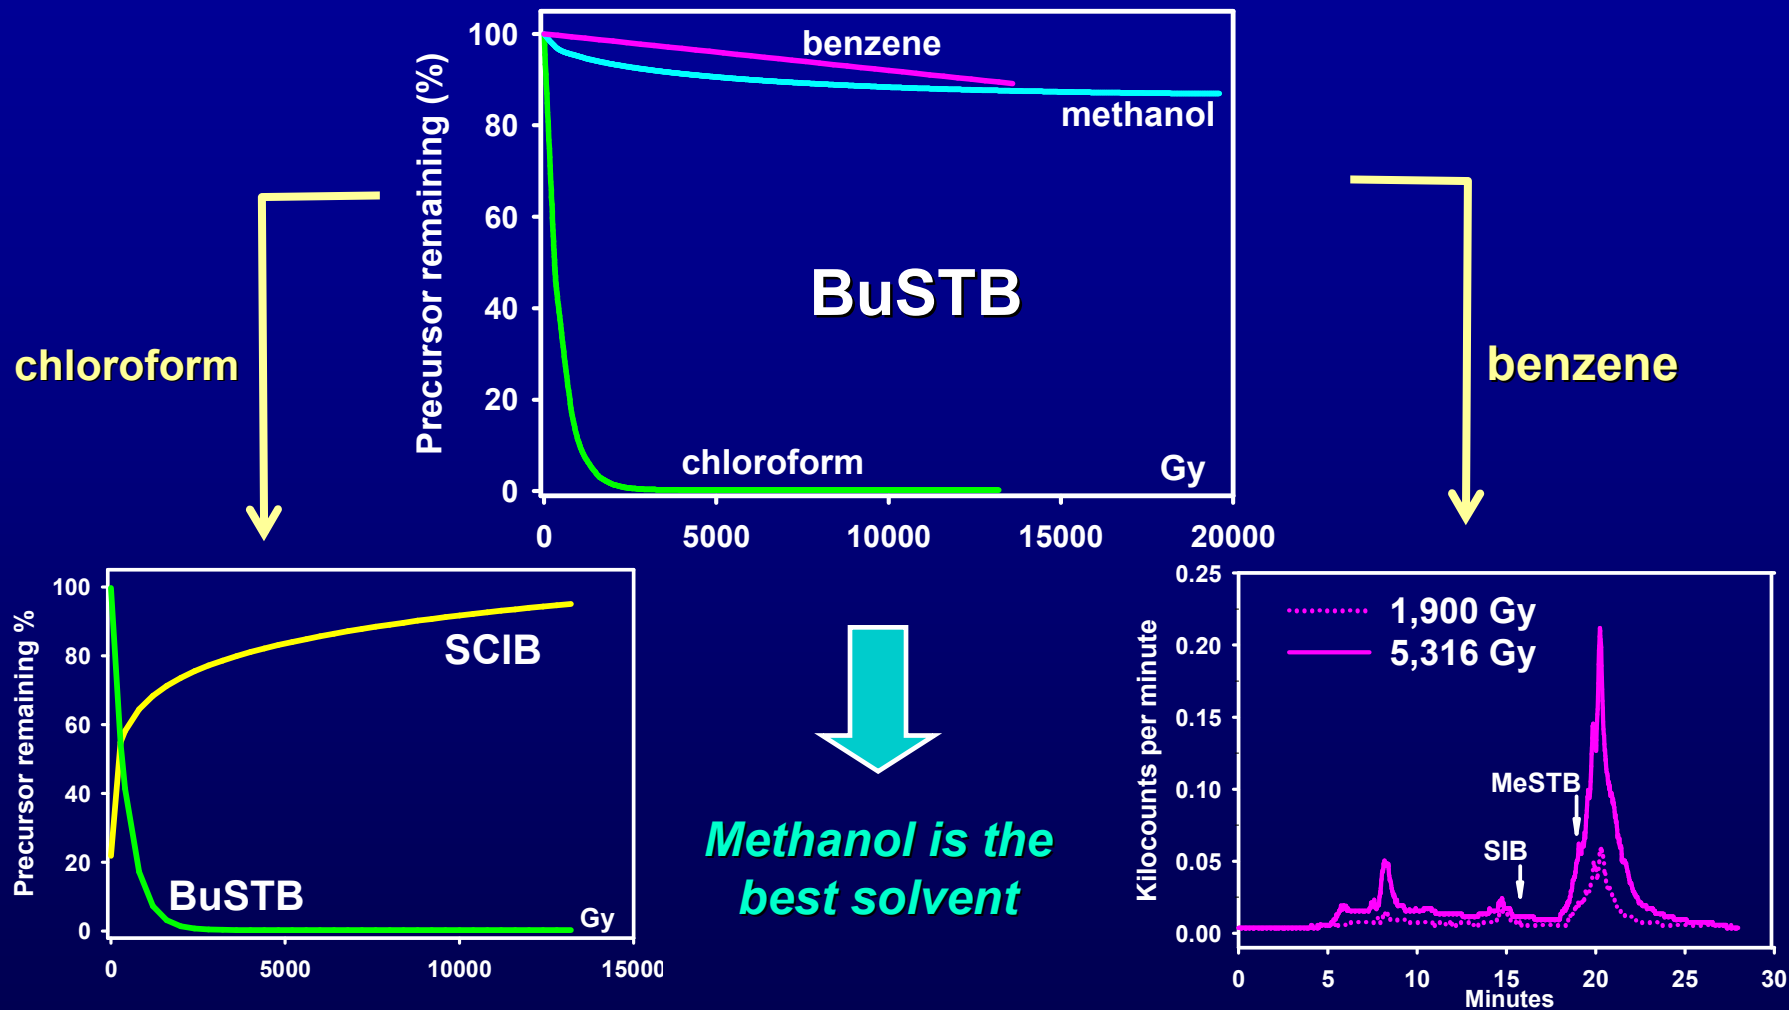 Precursor remaining (%)
100
80
60
40
20
0
benzene
methanol
BuSTB
chloroform
Gy
0 5000 10000 15000 20000
chloroform
benzene
Precursor remaining %
100
80
60
40
20
0
SCIB
BuSTB
Gy
0 5000 10000 15000
Methanol is the
best solvent
Kilocounts per minute
0.25
0.20
0.15
0.10
0.05
0.00
1,900 Gy
5,316 Gy
MeSTB
SIB
0 5 10 15 20 25 30
Minutes